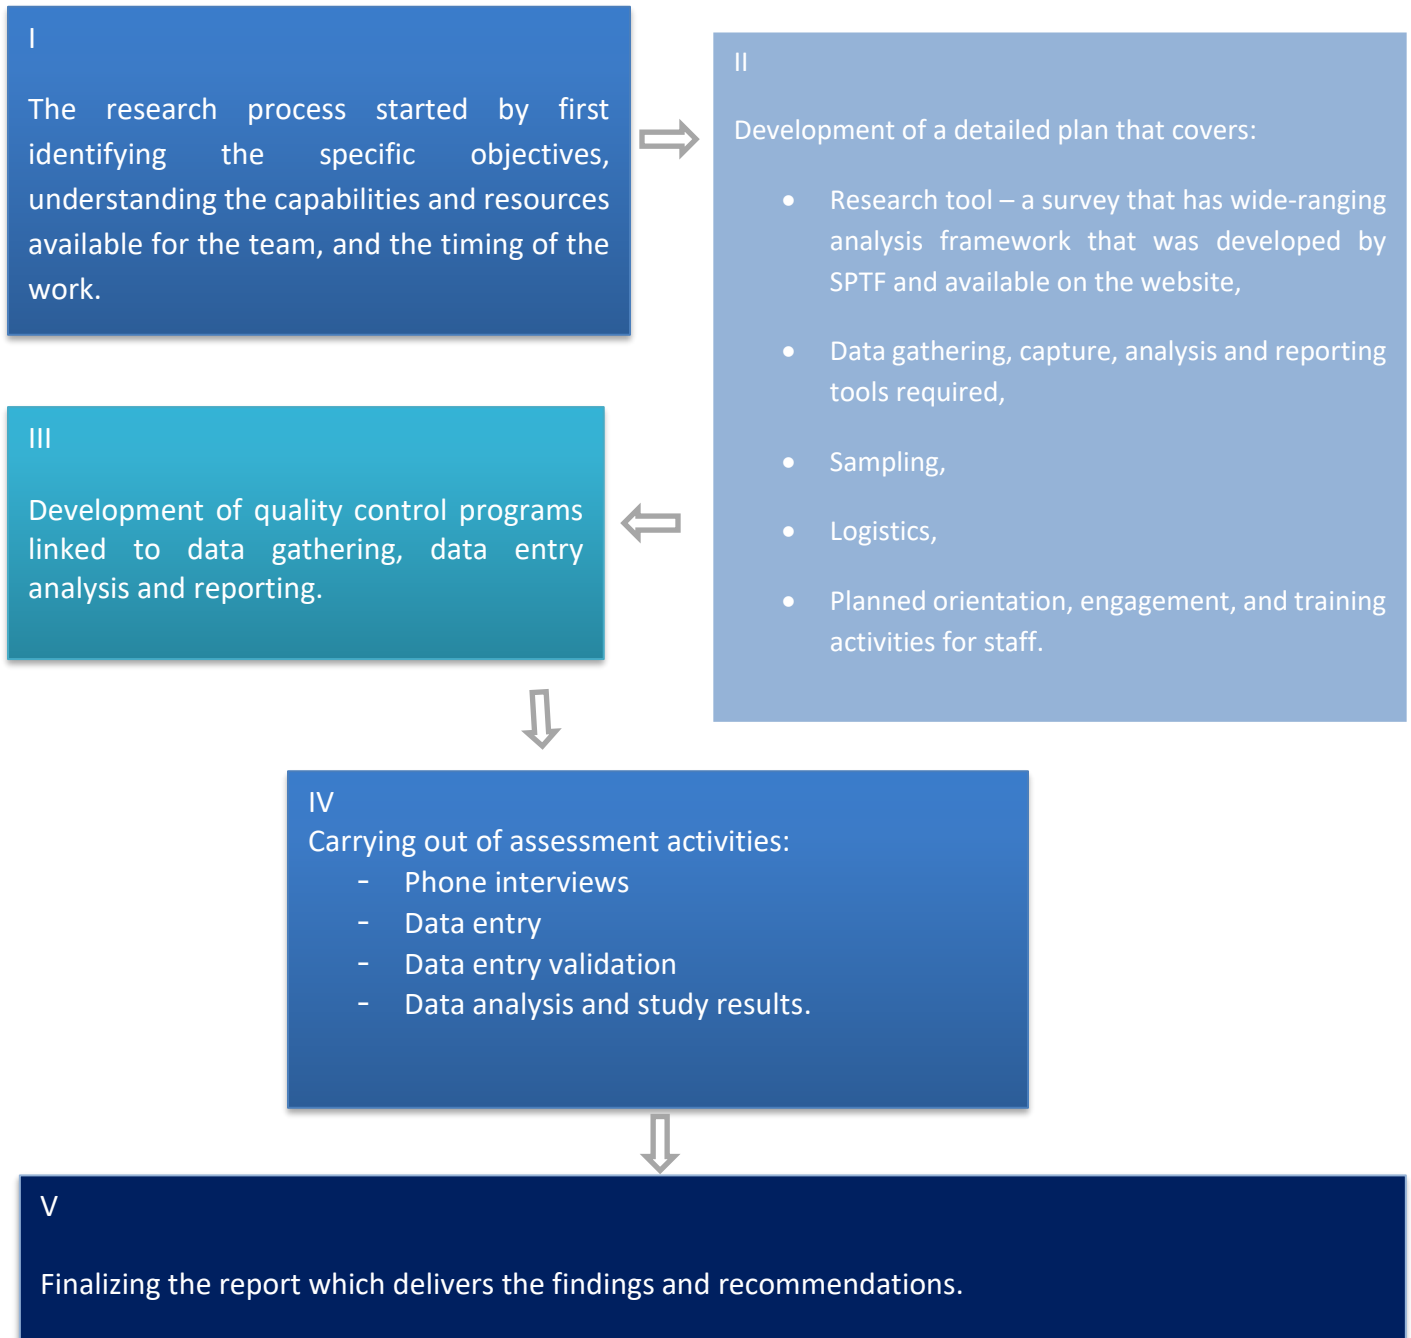 I
The research process started by first
identifying the specific objectives,
understanding the capabilities and resources
available for the team, and the timing of the
work.
II
Development of a detailed plan that covers:
• Research tool – a survey that has wide-ranging
analysis framework that was developed by
SPTF and available on the website,
• Data gathering, capture, analysis and reporting
tools required,
• Sampling,
• Logistics,
• Planned orientation, engagement, and training
activities for staff.
III
Development of quality control programs
linked to data gathering, data entry
analysis and reporting.
IV
Carrying out of assessment activities:
- Phone interviews
- Data entry
- Data entry validation
- Data analysis and study results.
V
Finalizing the report which delivers the findings and recommendations.